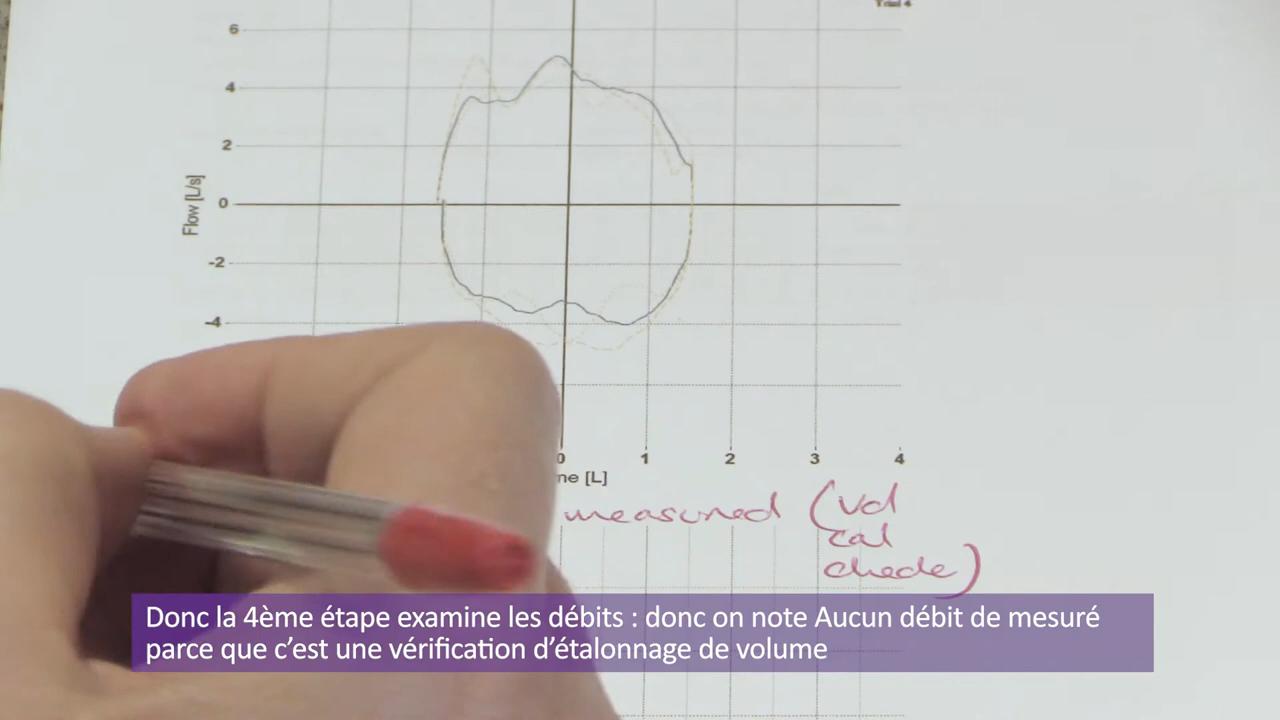 6
4
2
Flow [L/s]
0
-2
-4
0 1 2 3 4
[L]
measured (vol
cal
check)
Donc la 4ème étape examine les débits : donc on note Aucun débit de mesuré
parce que c’est une vérification d’étalonnage de volume